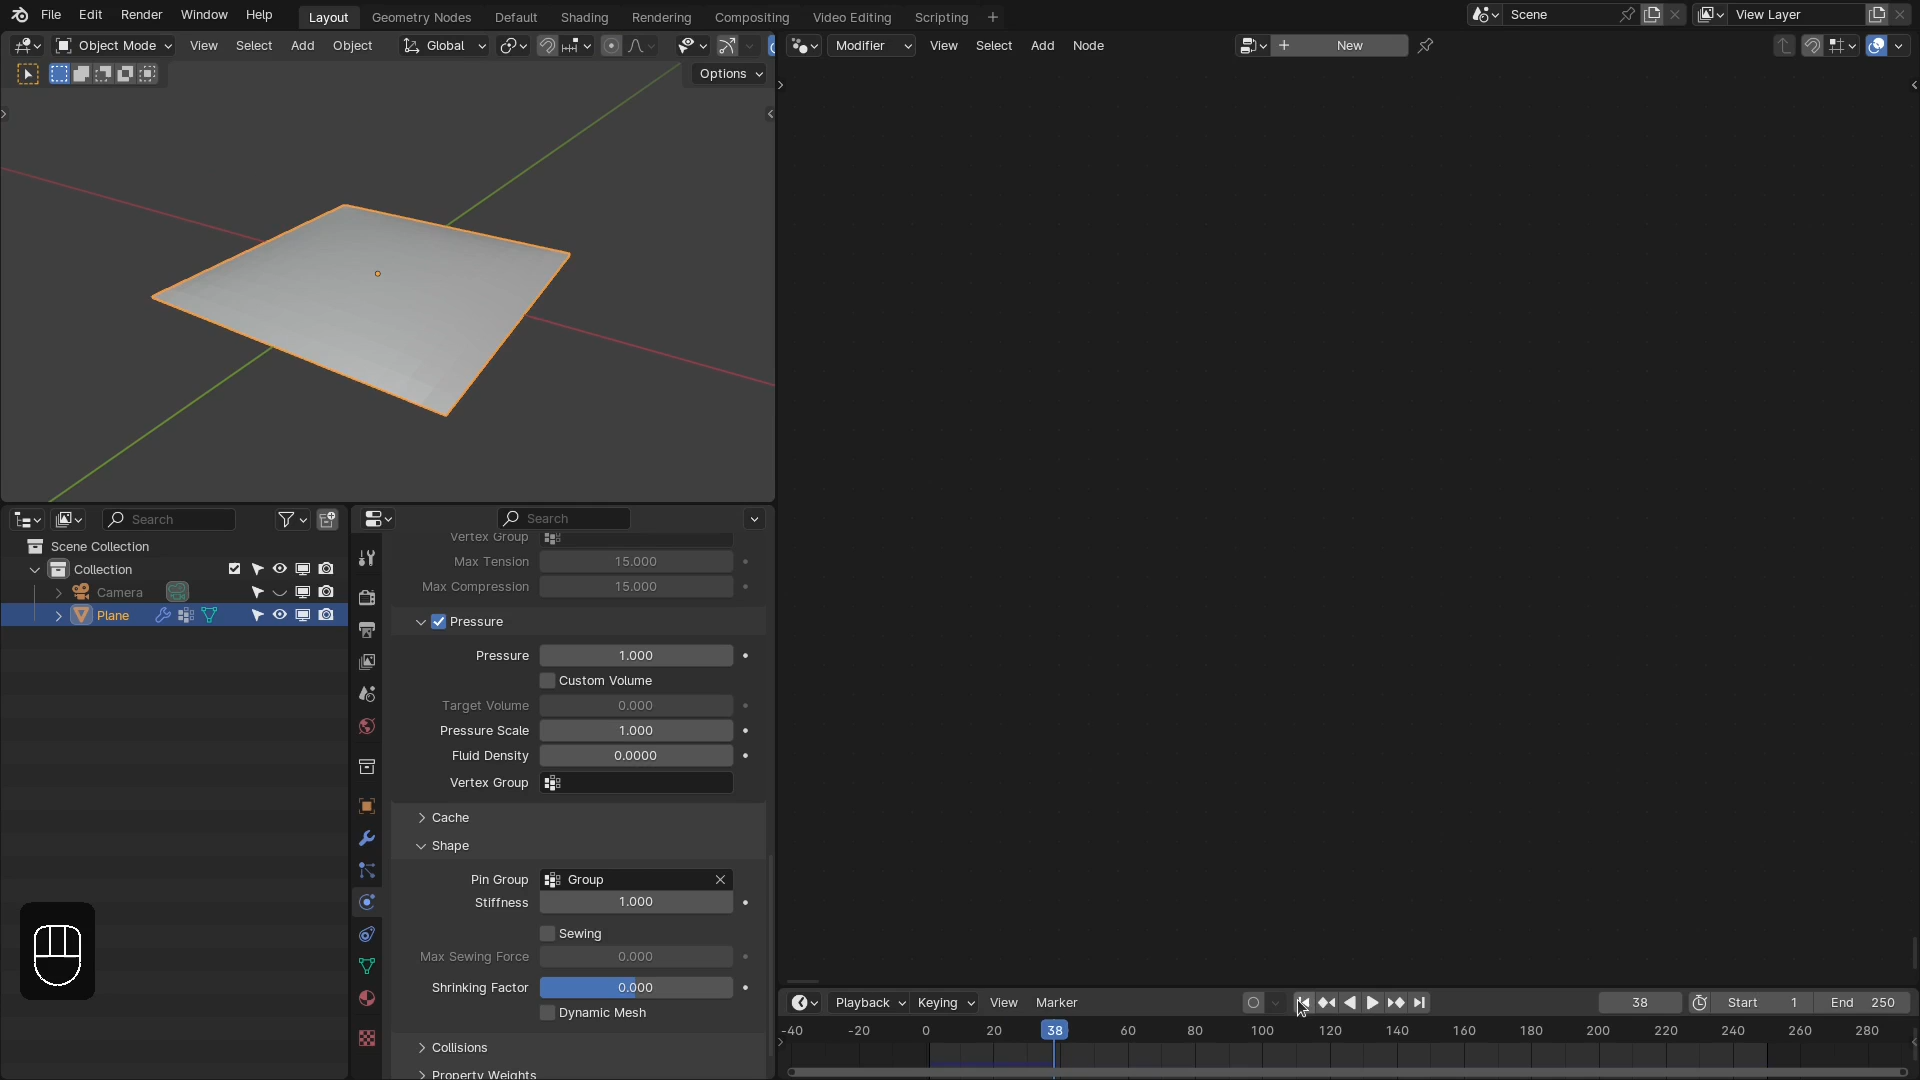 File Edit Render Window Help Layout Geometry Nodes Default Shading Rendering Compositing Video Editing Scripting + Scene View Layer
Object Mode View Select Add Object Global
Options
Modifier View Select Add Node + New
Search
Scene Collection
Collection
Camera
Plane
Search
Vertex Group
Max Tension 15.000
Max Compression 15.000
Pressure
Pressure 1.000
Custom Volume
Target Volume 0.000
Pressure Scale 1.000
Fluid Density 0.0000
Vertex Group
Cache
Shape
Pin Group Group
Stiffness 1.000
Sewing
Max Sewing Force 0.000
Shrinking Factor 0.000
Dynamic Mesh
Collisions
Property Weights
Playback Keying View Marker 38 Start 1 End 250
-40 -20 0 20 38 60 80 100 120 140 160 180 200 220 240 260 280